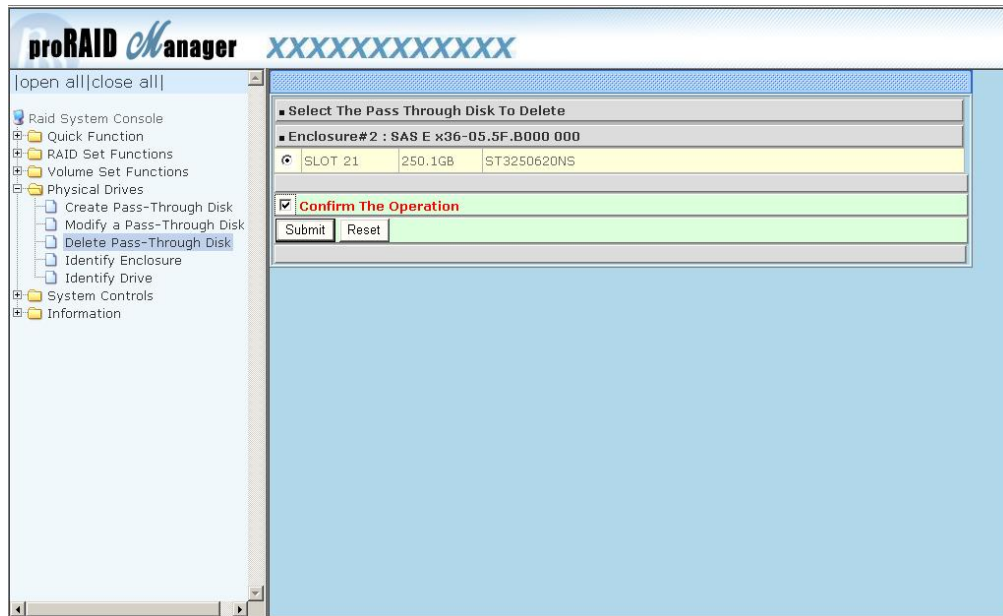 proRAID Manager XXXXXXXXXXXX
|open all|close all|
Raid System Console
Quick Function
RAID Set Functions
Volume Set Functions
Physical Drives
Create Pass-Through Disk
Modify a Pass-Through Disk
Delete Pass-Through Disk
Identify Enclosure
Identify Drive
System Controls
Information
Select The Pass Through Disk To Delete
Enclosure#2 : SAS E x36-05.5F.B000 000
SLOT 21 250.1GB ST3250620NS
Confirm The Operation
Submit Reset